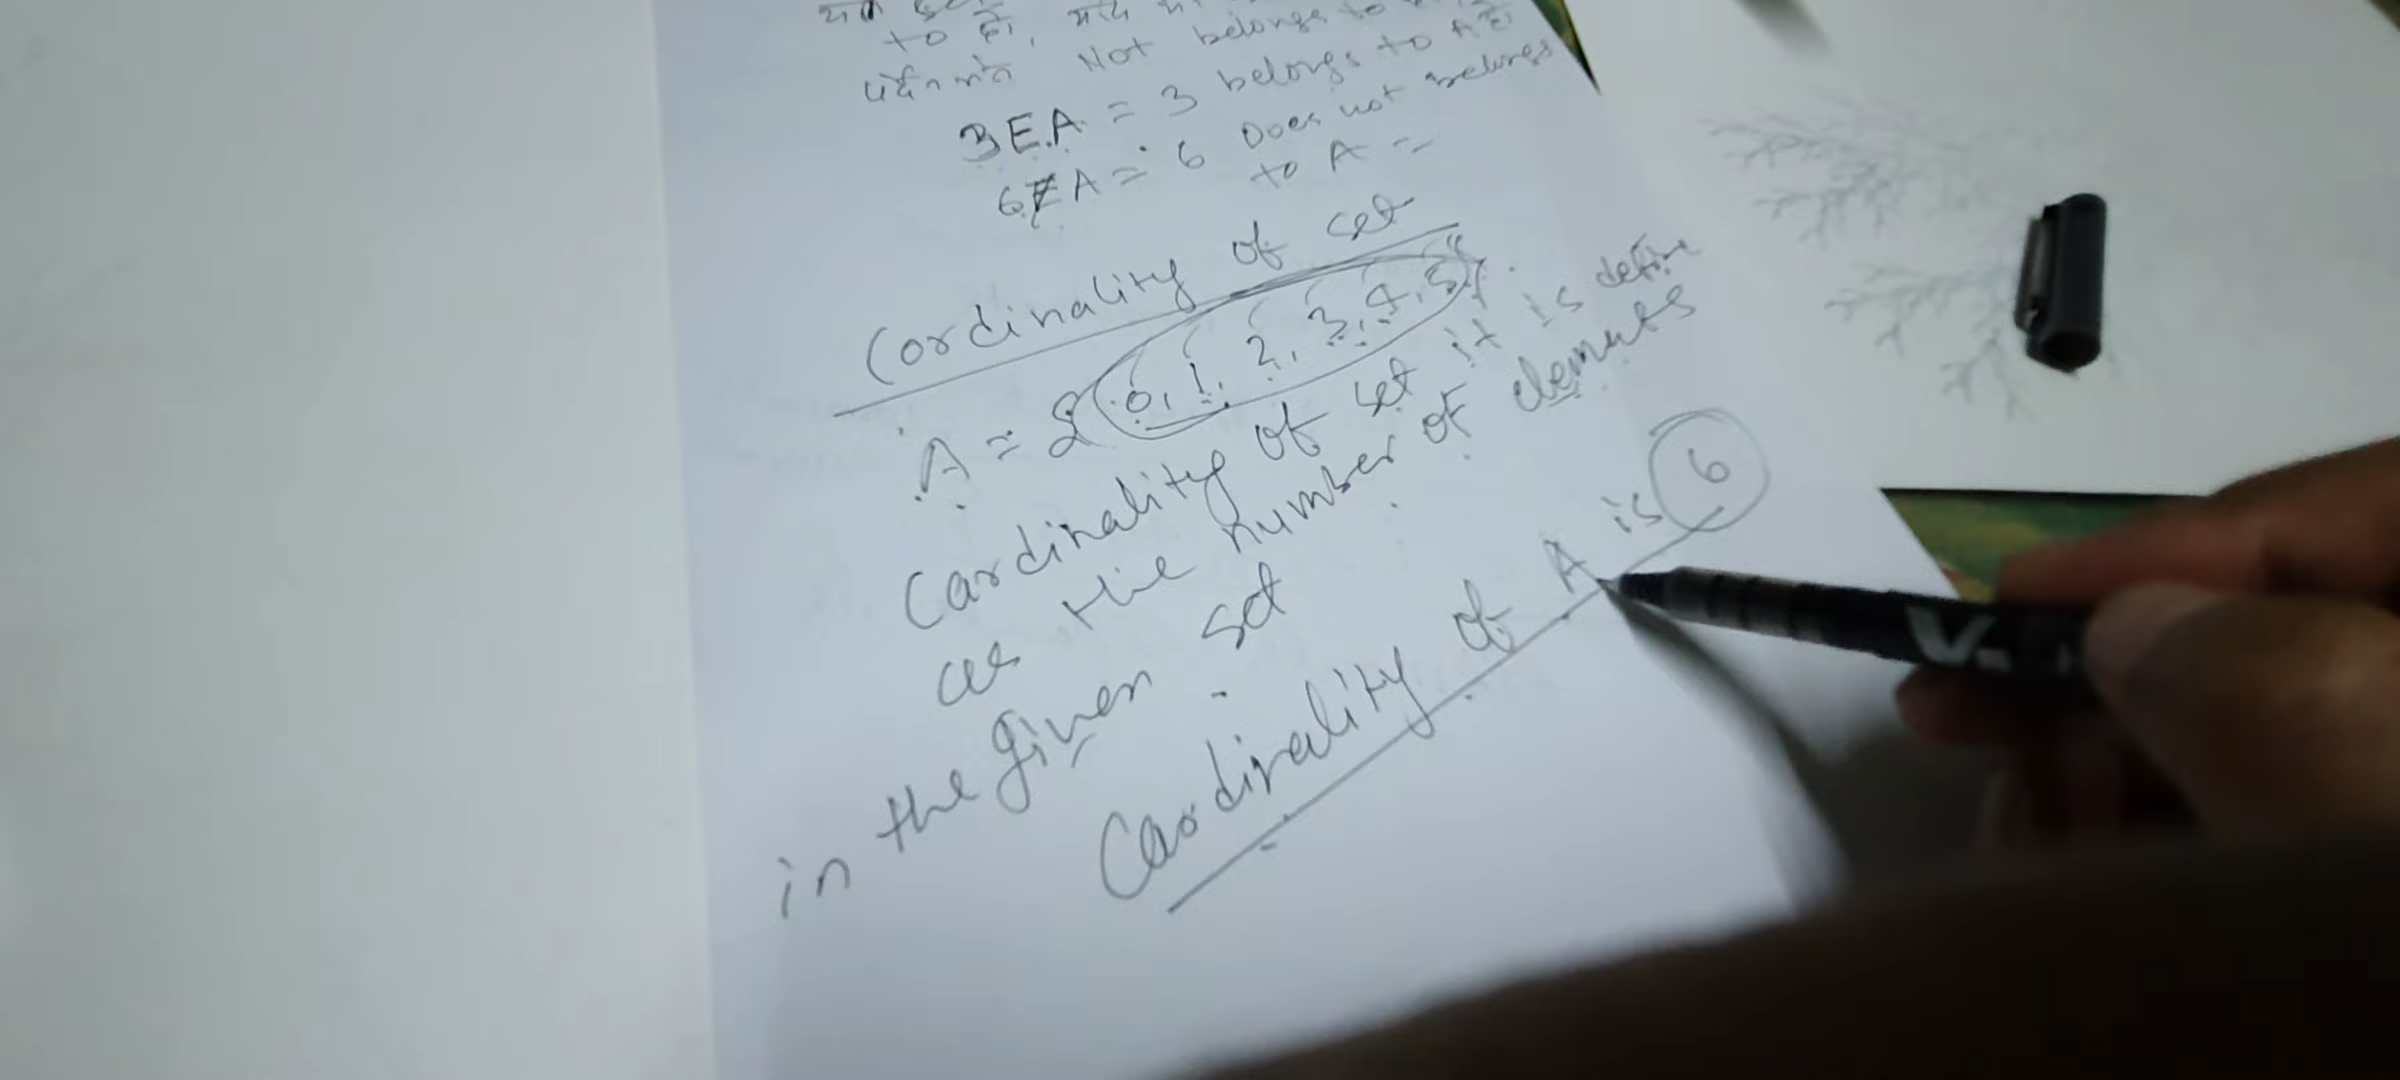 to हो, यदि
Not belongs to
3 E A = 3 belongs to A है
6 ∉ A = 6 Does not belongs
to A =
Cordinality of set
A = {0, 1, 2, 3, 4, 5}
Cardinality of set it is define
as the number of elements
in the given set
Cardinality of A is 6
V